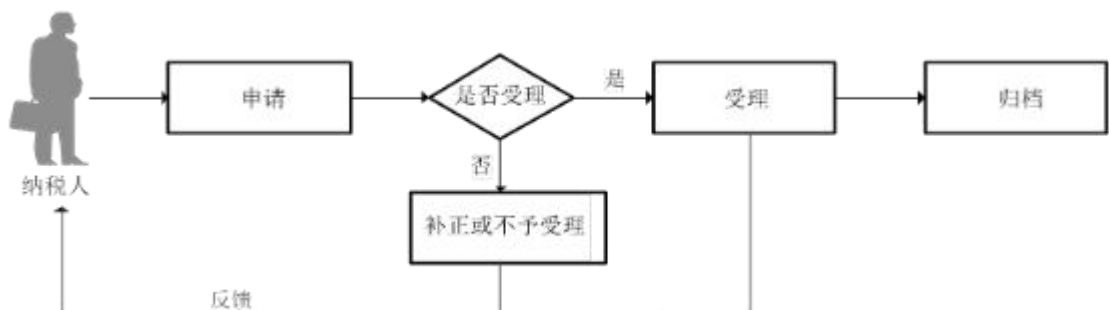 纳税人
申请
是否受理
是
受理
归档
否
补正或不予受理
反馈